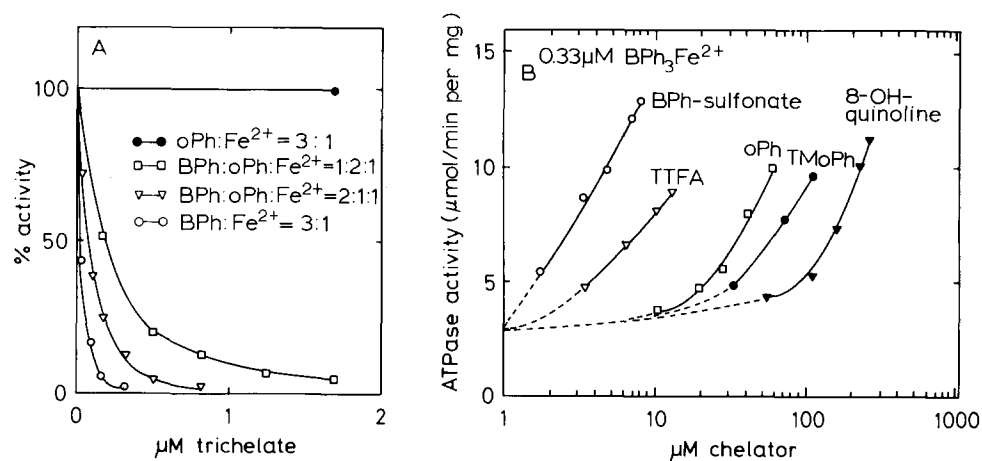 A
100
50
0
% activity
oPh:Fe²⁺ = 3:1
BPh:oPh:Fe²⁺=1:2:1
BPh:oPh:Fe²⁺=2:1:1
BPh:Fe²⁺= 3:1
0 1 2
μM trichelate
B 0.33μM BPh₃Fe²⁺
15
10
5
0
ATPase activity (μmol/min per mg)
BPh-sulfonate
TTFA
oPh
TMoPh
8-OH-
quinoline
1 10 100 1000
μM chelator